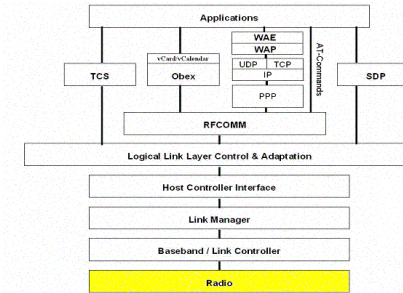 Applications
WAE
WAP
UDP TCP
IP
PPP
AT-Commands
vCard/vCalendar
Obex
TCS
SDP
RFCOMM
Logical Link Layer Control & Adaptation
Host Controller Interface
Link Manager
Baseband / Link Controller
Radio